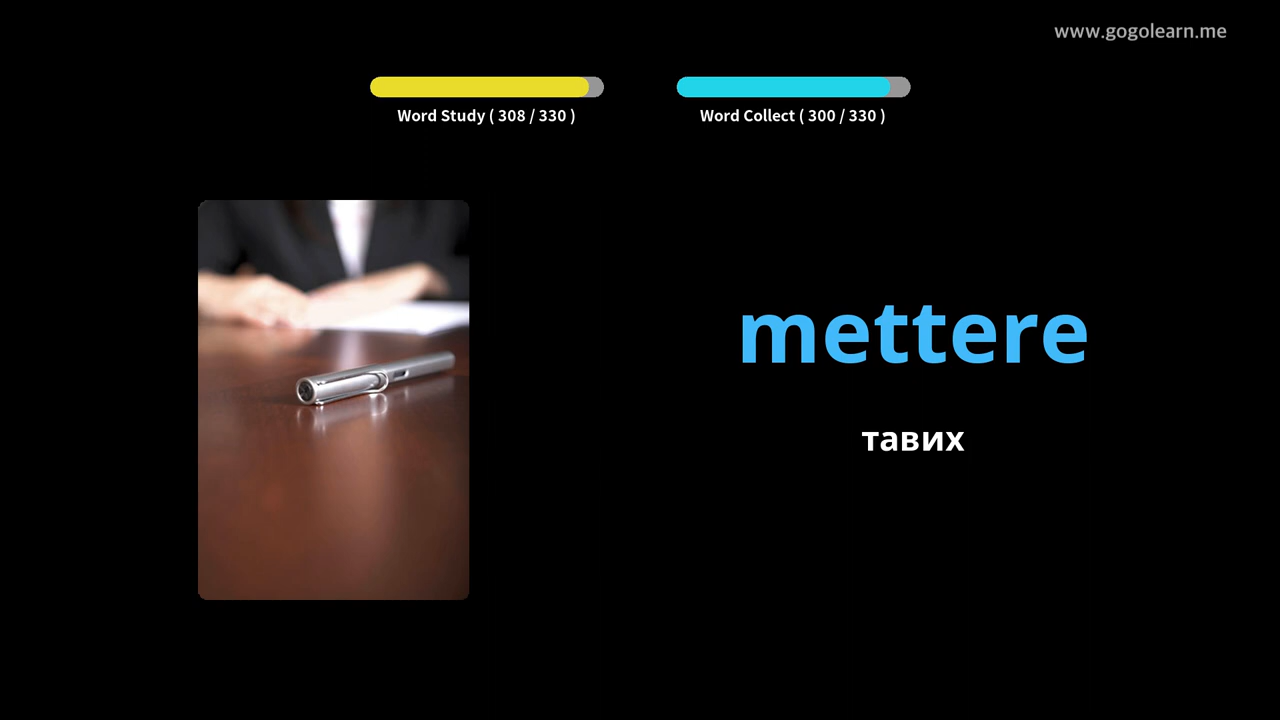 www.gogolearn.me
Word Study ( 308 / 330 )
Word Collect ( 300 / 330 )
mettere
тавих